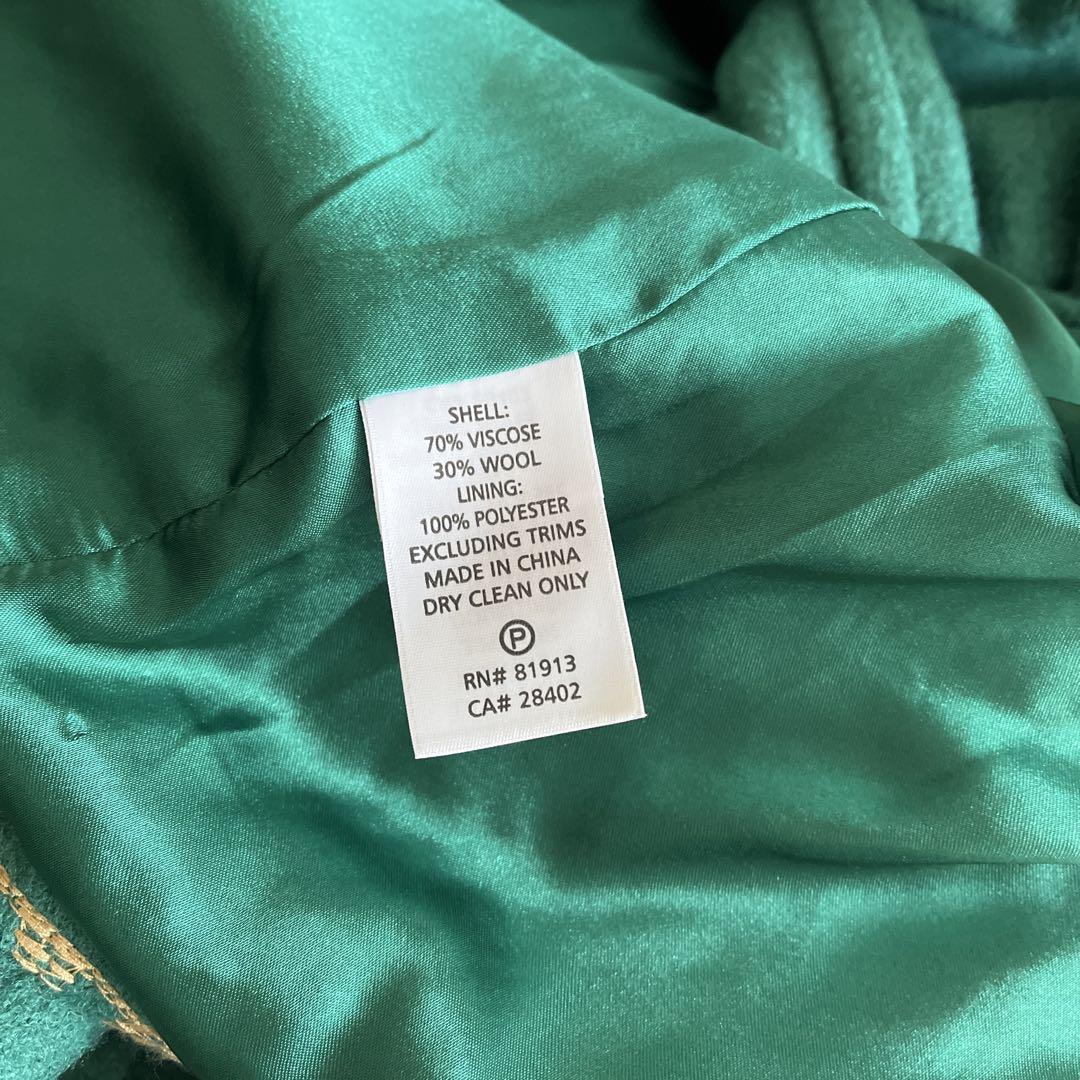 SHELL:
70% VISCOSE
30% WOOL
LINING:
100% POLYESTER
EXCLUDING TRIMS
MADE IN CHINA
DRY CLEAN ONLY
P
RN# 81913
CA# 28402